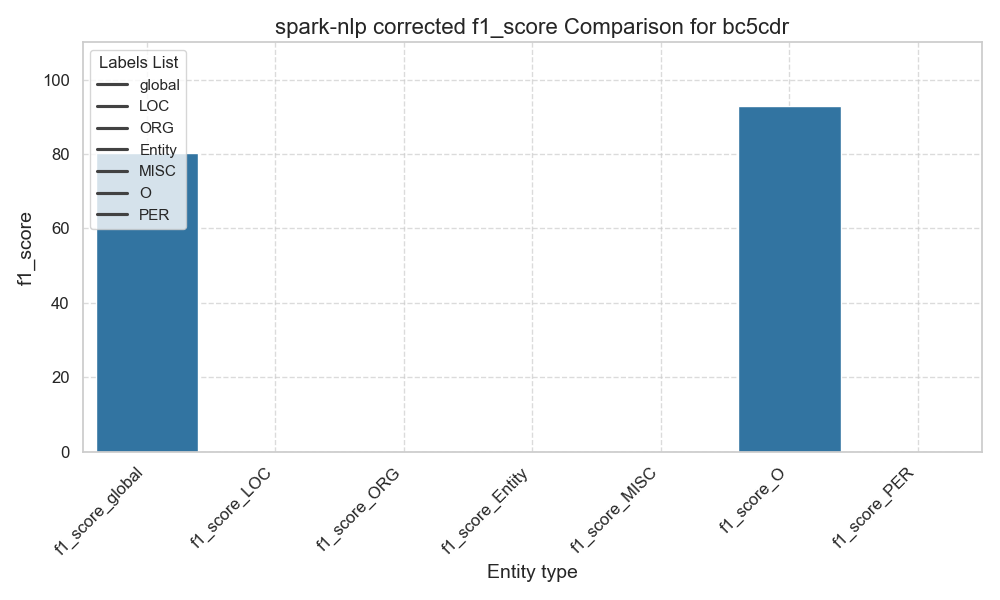 spark-nlp corrected f1_score Comparison for bc5cdr
Labels List
global
LOC
ORG
Entity
MISC
O
PER
f1_score
100
80
60
40
20
0
f1_score_global
f1_score_LOC
f1_score_ORG
f1_score_Entity
f1_score_MISC
f1_score_O
f1_score_PER
Entity type